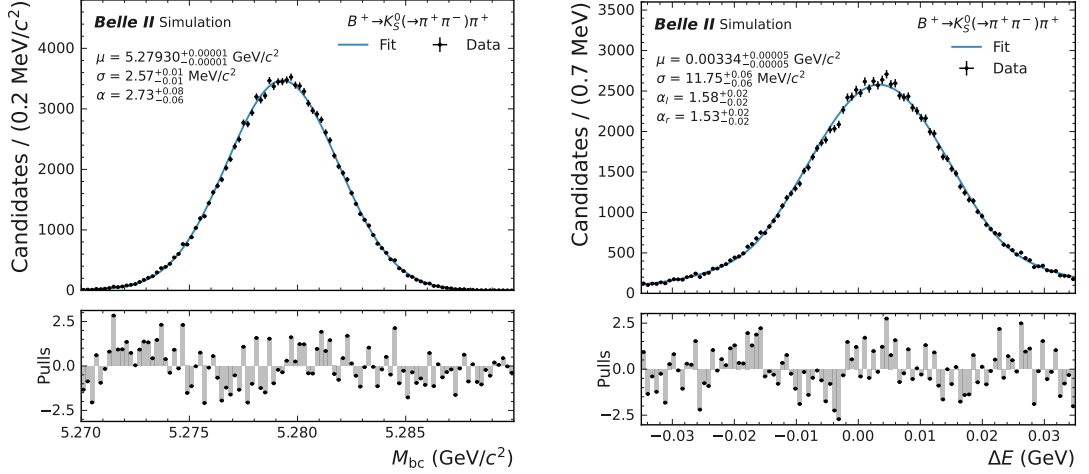 Belle II Simulation
B⁺→K⁰_S(→π⁺π⁻)π⁺
Fit Data
μ = 5.27930^{+0.00001}_{-0.00001} GeV/c²
σ = 2.57^{+0.01}_{-0.01} MeV/c²
α = 2.73^{+0.08}_{-0.06}
Candidates / (0.2 MeV/c²)
4000
3000
2000
1000
0
Pulls
2.5
0.0
−2.5
5.270 5.275 5.280 5.285
M_bc (GeV/c²)
Belle II Simulation
B⁺→K⁰_S(→π⁺π⁻)π⁺
Fit
Data
μ = 0.00334^{+0.00005}_{-0.00005} GeV/c²
σ = 11.75^{+0.06}_{-0.06} MeV/c²
α_l = 1.58^{+0.02}_{-0.02}
α_r = 1.53^{+0.02}_{-0.02}
Candidates / (0.7 MeV)
3500
3000
2500
2000
1500
1000
500
0
Pulls
2.5
0.0
−2.5
−0.03 −0.02 −0.01 0.00 0.01 0.02 0.03
ΔE (GeV)